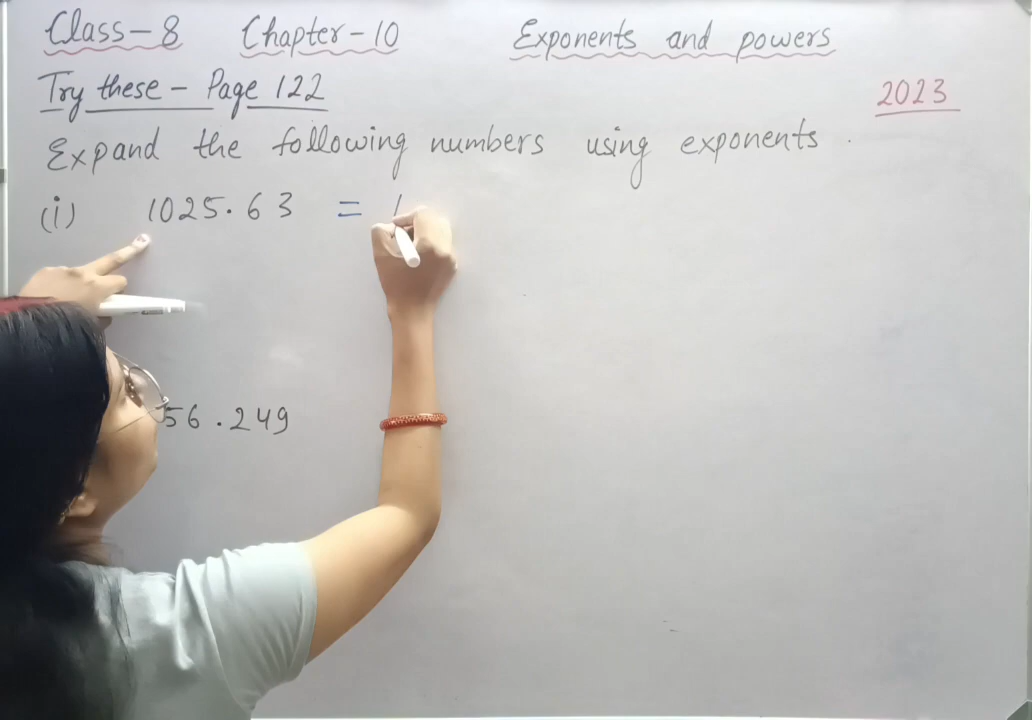 Class-8 Chapter-10 Exponents and powers
Try these - Page 122
2023
Expand the following numbers using exponents.
(i) 1025.63 = 1
56.249